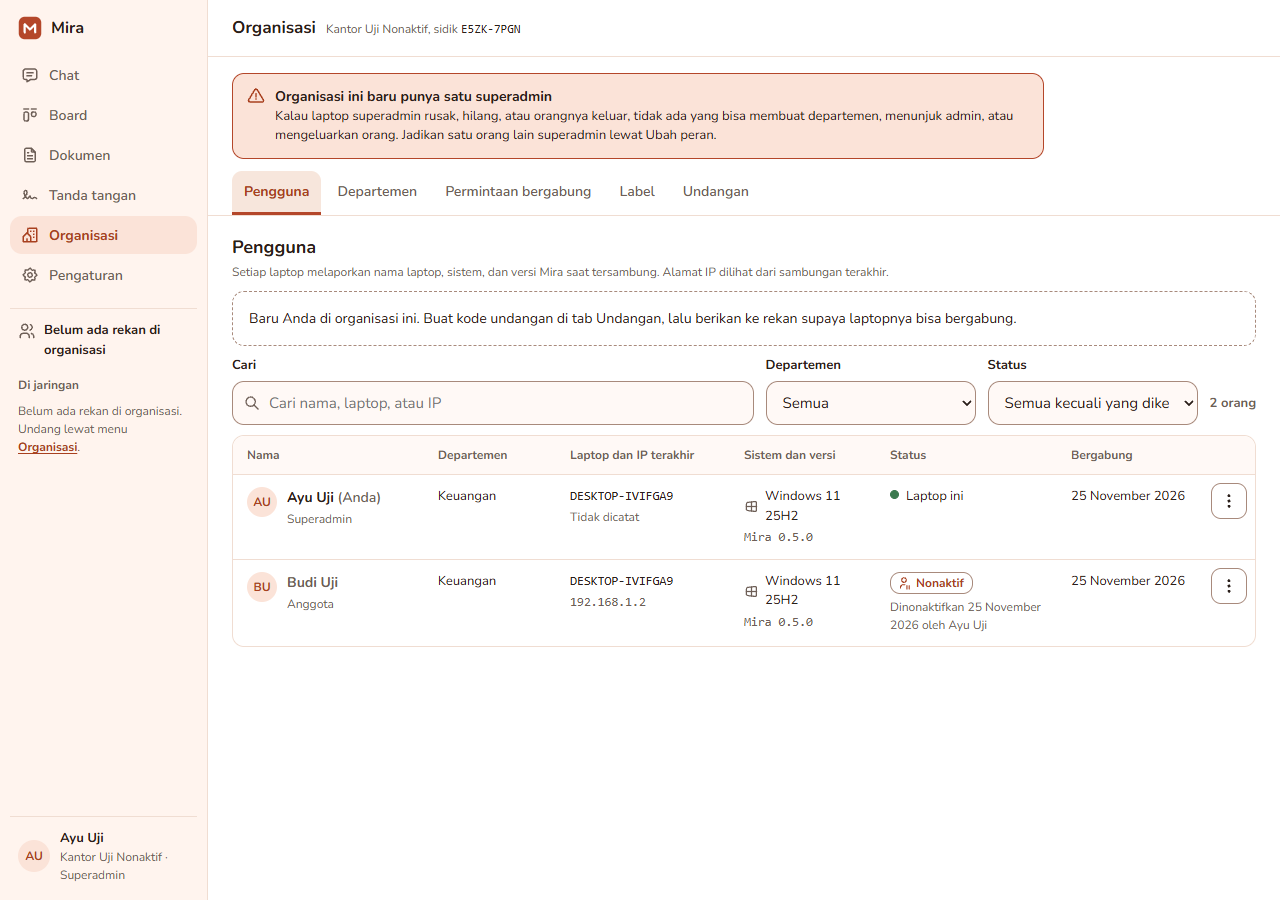 Mira
Chat
Board
Dokumen
Tanda tangan
Organisasi
Pengaturan
Belum ada rekan di
organisasi
Di jaringan
Belum ada rekan di organisasi.
Undang lewat menu
Organisasi.
AU
Ayu Uji
Kantor Uji Nonaktif ·
Superadmin
Organisasi Kantor Uji Nonaktif, sidik E5ZK-7PGN
Organisasi ini baru punya satu superadmin
Kalau laptop superadmin rusak, hilang, atau orangnya keluar, tidak ada yang bisa membuat departemen, menunjuk admin, atau
mengeluarkan orang. Jadikan satu orang lain superadmin lewat Ubah peran.
Pengguna Departemen Permintaan bergabung Label Undangan
Pengguna
Setiap laptop melaporkan nama laptop, sistem, dan versi Mira saat tersambung. Alamat IP dilihat dari sambungan terakhir.
Baru Anda di organisasi ini. Buat kode undangan di tab Undangan, lalu berikan ke rekan supaya laptopnya bisa bergabung.
Cari Departemen Status
Cari nama, laptop, atau IP Semua Semua kecuali yang dike 2 orang
Nama Departemen Laptop dan IP terakhir Sistem dan versi Status Bergabung
AU Ayu Uji (Anda) Keuangan DESKTOP-IVIFGA9 Windows 11 Laptop ini 25 November 2026
Superadmin Tidak dicatat 25H2
Mira 0.5.0
BU Budi Uji Keuangan DESKTOP-IVIFGA9 Windows 11 Nonaktif 25 November 2026
Anggota 192.168.1.2 25H2 Dinonaktifkan 25 November
Mira 0.5.0 2026 oleh Ayu Uji